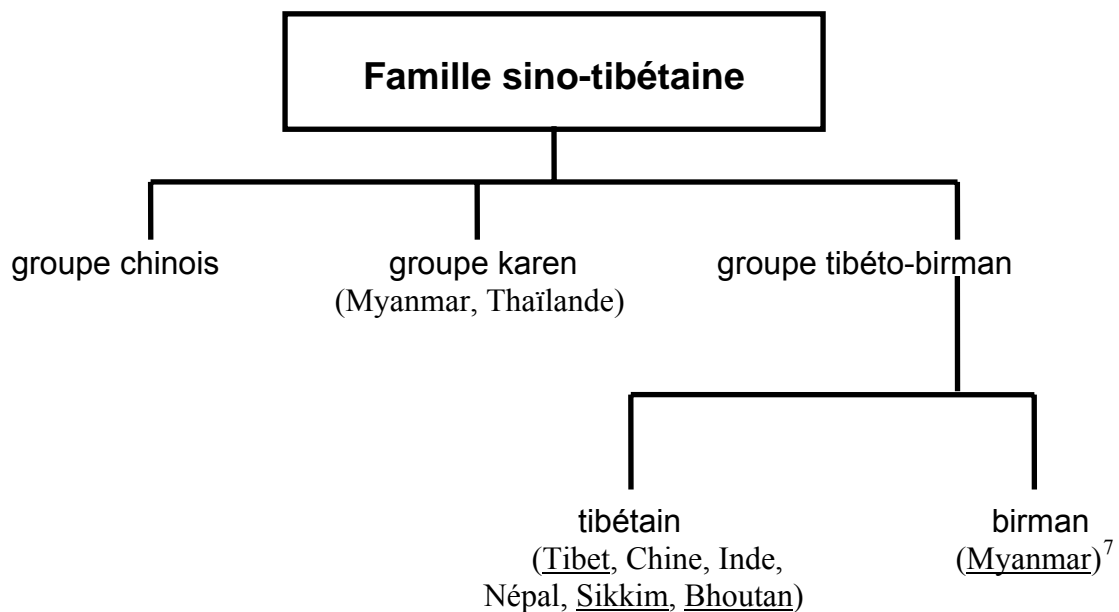 Famille sino-tibétaine
groupe chinois
groupe karen
(Myanmar, Thaïlande)
groupe tibéto-birman
tibétain
(Tibet, Chine, Inde,
Népal, Sikkim, Bhoutan)
birman
(Myanmar)7